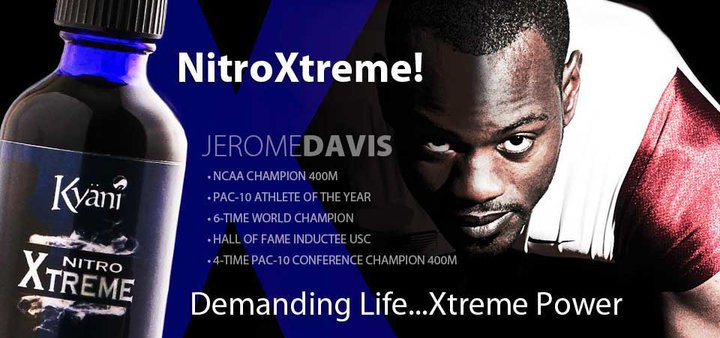 NitroXtreme!
JEROMEDAVIS
• NCAA CHAMPION 400M
• PAC-10 ATHLETE OF THE YEAR
• 6-TIME WORLD CHAMPION
• HALL OF FAME INDUCTEE USC
• 4-TIME PAC-10 CONFERENCE CHAMPION 400M
Demanding Life...Xtreme Power
Kyäni
NITRO
XTREME